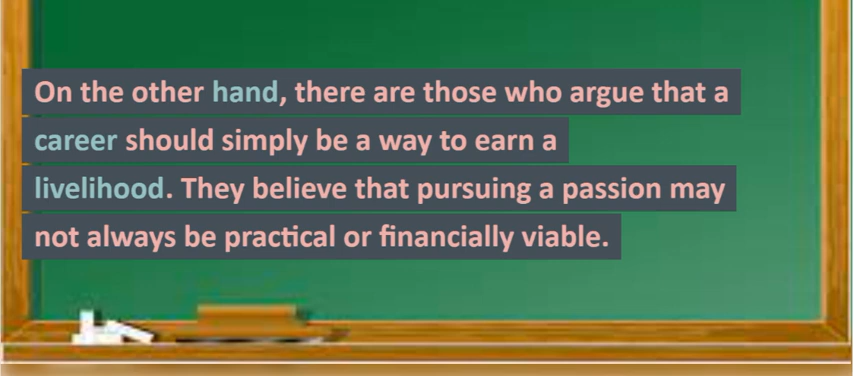 On the other hand, there are those who argue that a
career should simply be a way to earn a
livelihood. They believe that pursuing a passion may
not always be practical or financially viable.